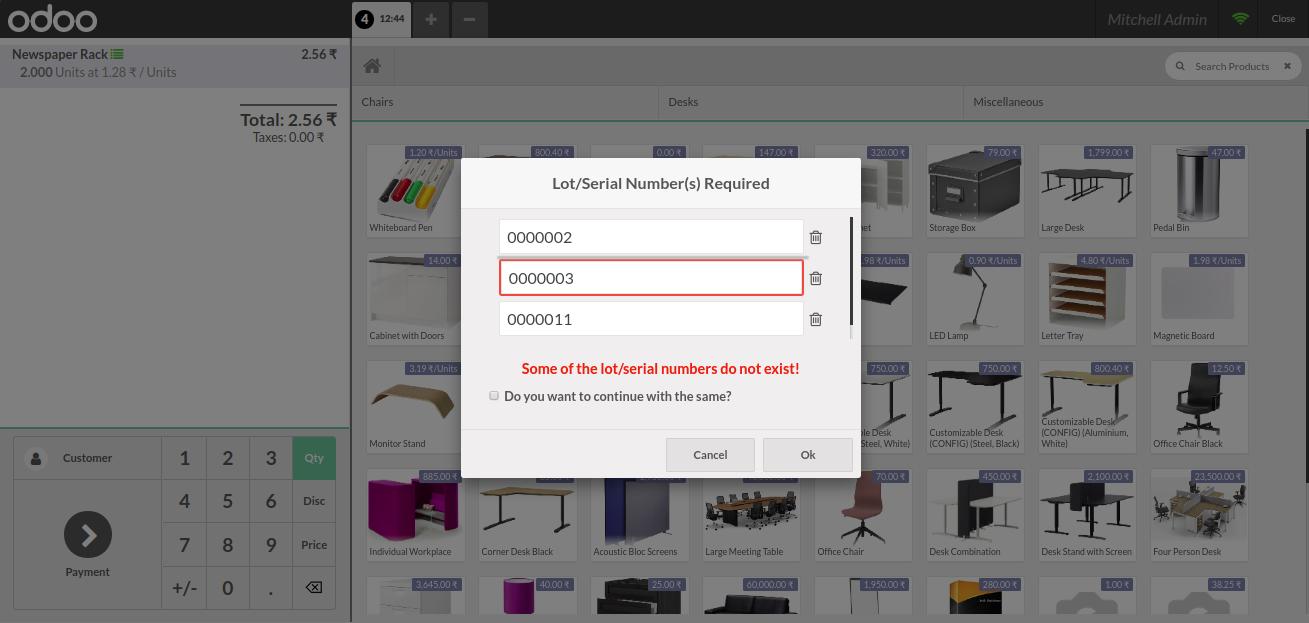 odoo
4 12:44
Mitchell Admin
Close
Newspaper Rack 2.56 ₹
2.000 Units at 1.28 ₹ / Units
Total: 2.56 ₹
Taxes: 0.00 ₹
Search Products
Chairs
Desks
Miscellaneous
1.20 ₹/Units
800.40 ₹
0.00 ₹
147.00 ₹
320.00 ₹
79.00 ₹
1,799.00 ₹
47.00 ₹
Whiteboard Pen
Storage Box
Large Desk
Pedal Bin
14.00 ₹
.98 ₹/Units
0.90 ₹/Units
4.80 ₹/Units
1.98 ₹/Units
Cabinet with Doors
LED Lamp
Letter Tray
Magnetic Board
3.19 ₹/Units
750.00 ₹
750.00 ₹
800.40 ₹
12.50 ₹
Monitor Stand
le Desk
Steel, White)
Customizable Desk
(CONFIG) (Steel, Black)
Customizable Desk
(CONFIG) (Aluminium,
White)
Office Chair Black
Lot/Serial Number(s) Required
0000002
0000003
0000011
Some of the lot/serial numbers do not exist!
Do you want to continue with the same?
Cancel
Ok
885.00 ₹
70.00 ₹
450.00 ₹
2,100.00 ₹
23,500.00 ₹
Individual Workplace
Corner Desk Black
Acoustic Bloc Screens
Large Meeting Table
Office Chair
Desk Combination
Desk Stand with Screen
Four Person Desk
3,645.00 ₹
40.00 ₹
25.00 ₹
60,000.00 ₹
1,950.00 ₹
280.00 ₹
1.00 ₹
38.25 ₹
Customer
Payment
1 2 3 Qty
4 5 6 Disc
7 8 9 Price
+/- 0 .